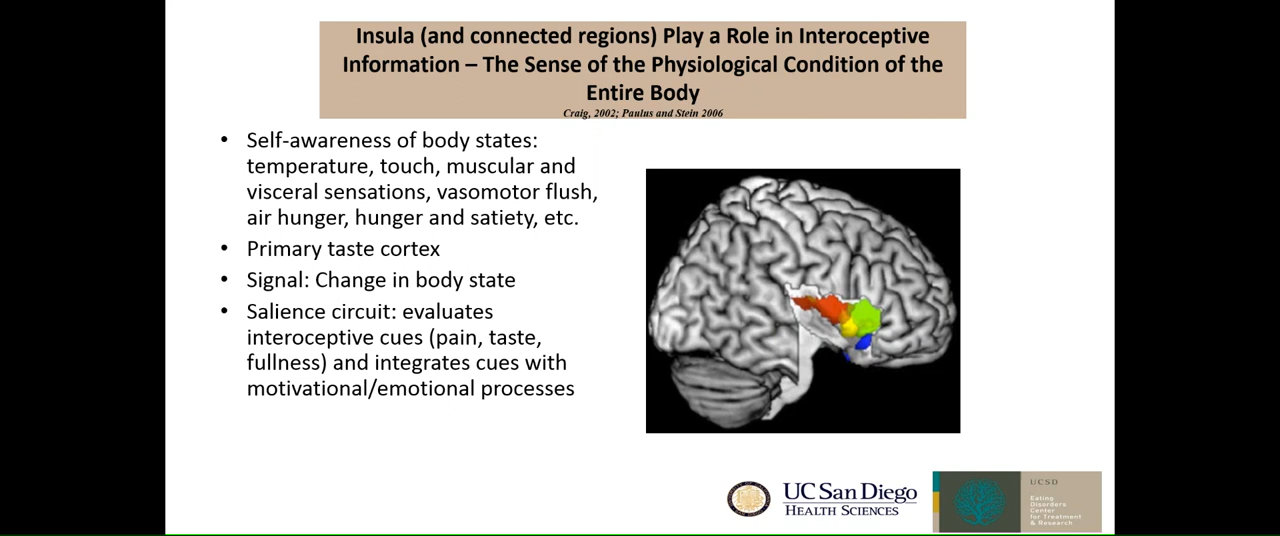 Insula (and connected regions) Play a Role in Interoceptive
Information – The Sense of the Physiological Condition of the
Entire Body
Craig, 2002; Paulus and Stein 2006
• Self-awareness of body states:
temperature, touch, muscular and
visceral sensations, vasomotor flush,
air hunger, hunger and satiety, etc.
• Primary taste cortex
• Signal: Change in body state
• Salience circuit: evaluates
interoceptive cues (pain, taste,
fullness) and integrates cues with
motivational/emotional processes
UC San Diego
HEALTH SCIENCES
UCSD
Eating
Disorders
Center
for Treatment
& Research